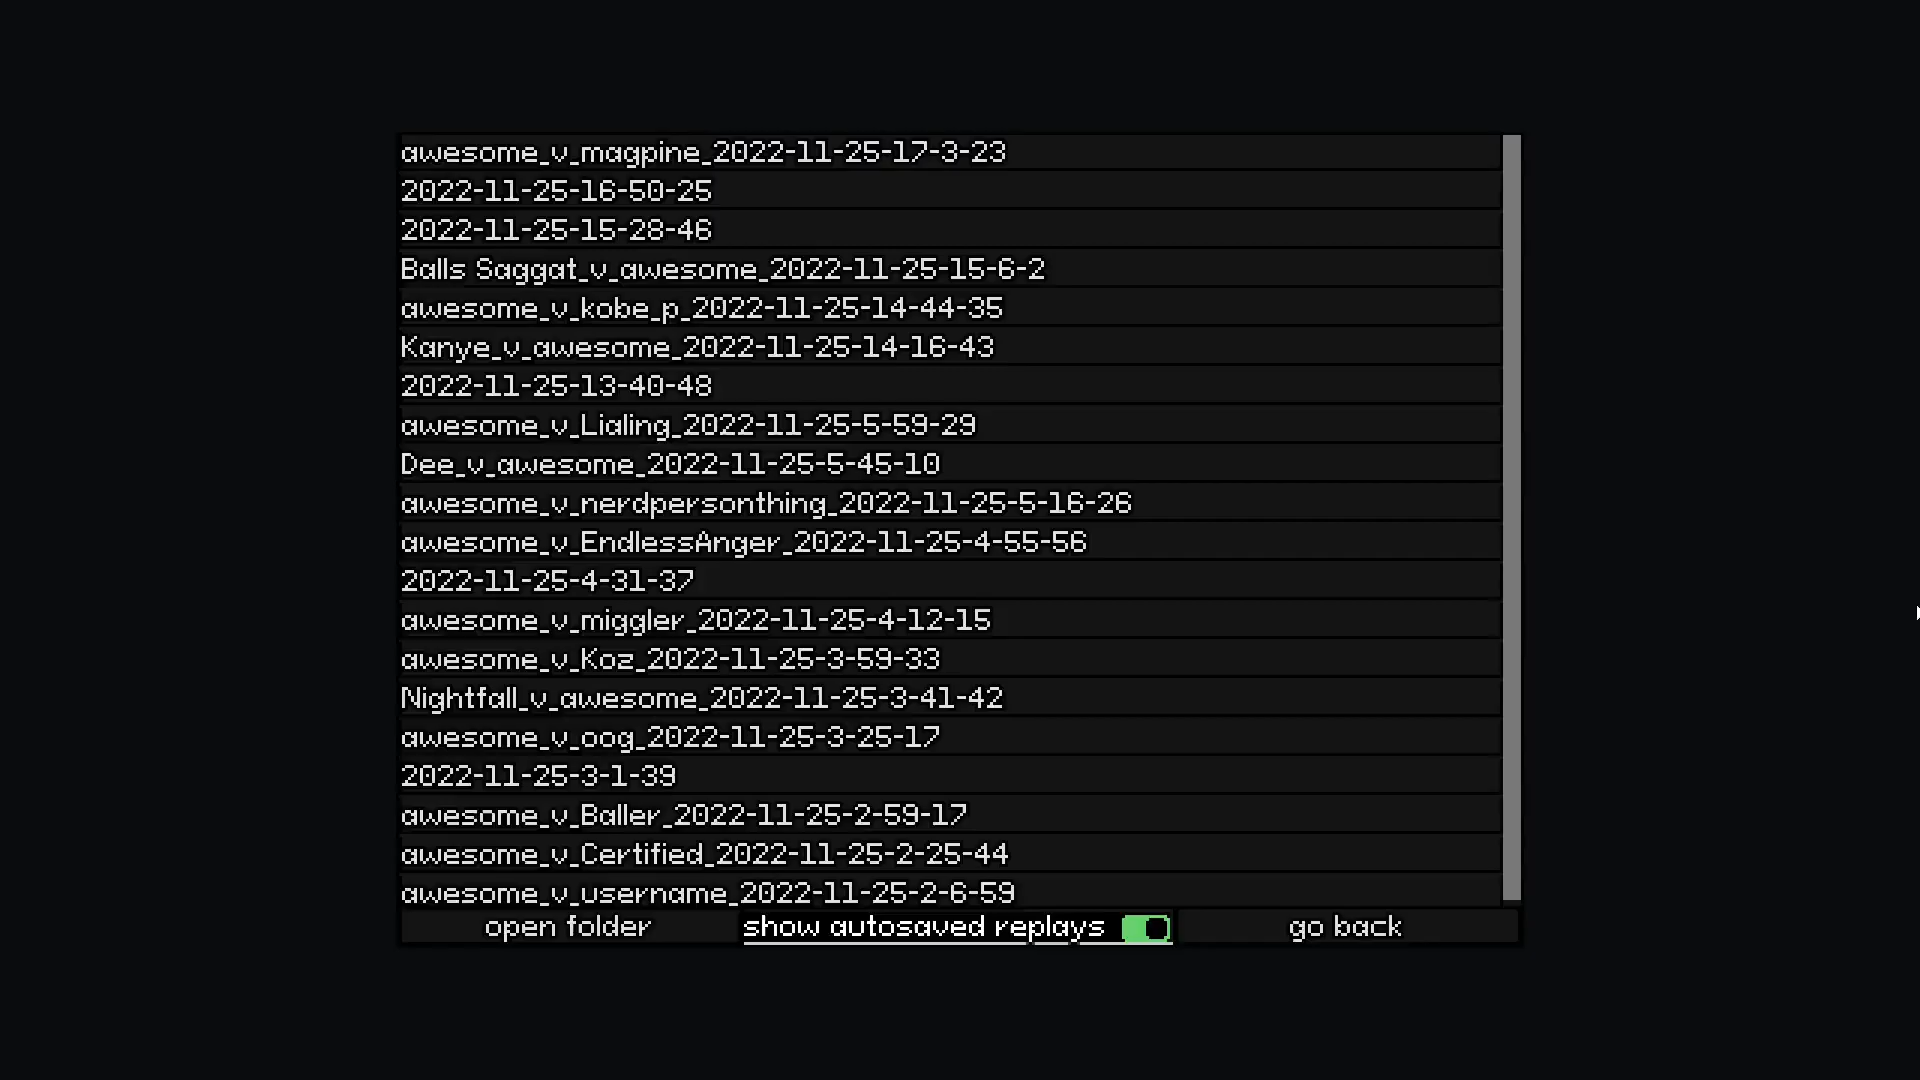 awesome_v_magpine_2022-11-25-17-3-23
2022-11-25-16-50-25
2022-11-25-15-28-46
Balls Saggat_v_awesome_2022-11-25-15-6-2
awesome_v_kobe_p_2022-11-25-14-44-35
Kanye_v_awesome_2022-11-25-14-16-43
2022-11-25-13-40-48
awesome_v_Lialing_2022-11-25-5-59-29
Dee_v_awesome_2022-11-25-5-45-10
awesome_v_nerdpersonthing_2022-11-25-5-16-26
awesome_v_EndlessAnger_2022-11-25-4-55-56
2022-11-25-4-31-37
awesome_v_miggler_2022-11-25-4-12-15
awesome_v_Koz_2022-11-25-3-59-33
Nightfall_v_awesome_2022-11-25-3-41-42
awesome_v_oog_2022-11-25-3-25-17
2022-11-25-3-1-39
awesome_v_Baller_2022-11-25-2-59-17
awesome_v_Certified_2022-11-25-2-25-44
awesome_v_username_2022-11-25-2-6-59
open folder show autosaved replays go back